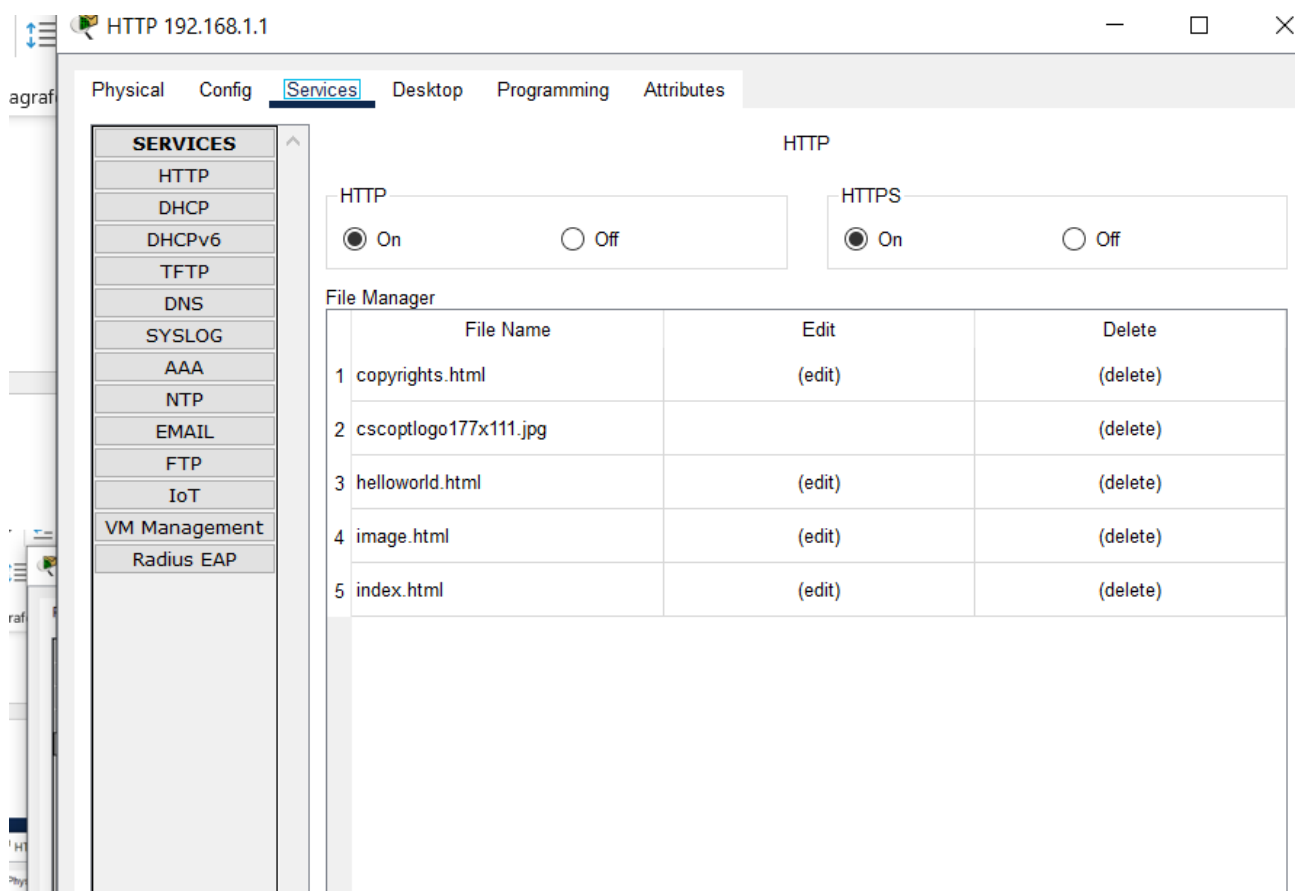 HTTP 192.168.1.1
agraf
Physical Config Services Desktop Programming Attributes
SERVICES
HTTP
DHCP
DHCPv6
TFTP
DNS
SYSLOG
AAA
NTP
EMAIL
FTP
IoT
VM Management
Radius EAP
HTTP
HTTP
On Off
HTTPS
On Off
File Manager
File Name Edit Delete
1 copyrights.html (edit) (delete)
2 cscoptlogo177x111.jpg (delete)
3 helloworld.html (edit) (delete)
4 image.html (edit) (delete)
5 index.html (edit) (delete)
raf
HT
Phy